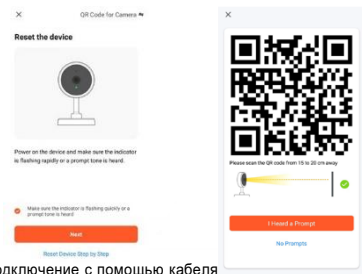 QR Code for Camera
Reset the device
Power on the device and make sure the indicator
is flashing rapidly or a prompt tone is heard.
Make sure the indicator is flashing quickly or a
prompt tone is heard
Next
Reset Device Step by Step
Please scan the QR code from 15 to 20 cm away
I Heard a Prompt
No Prompts
одключение с помощью кабеля